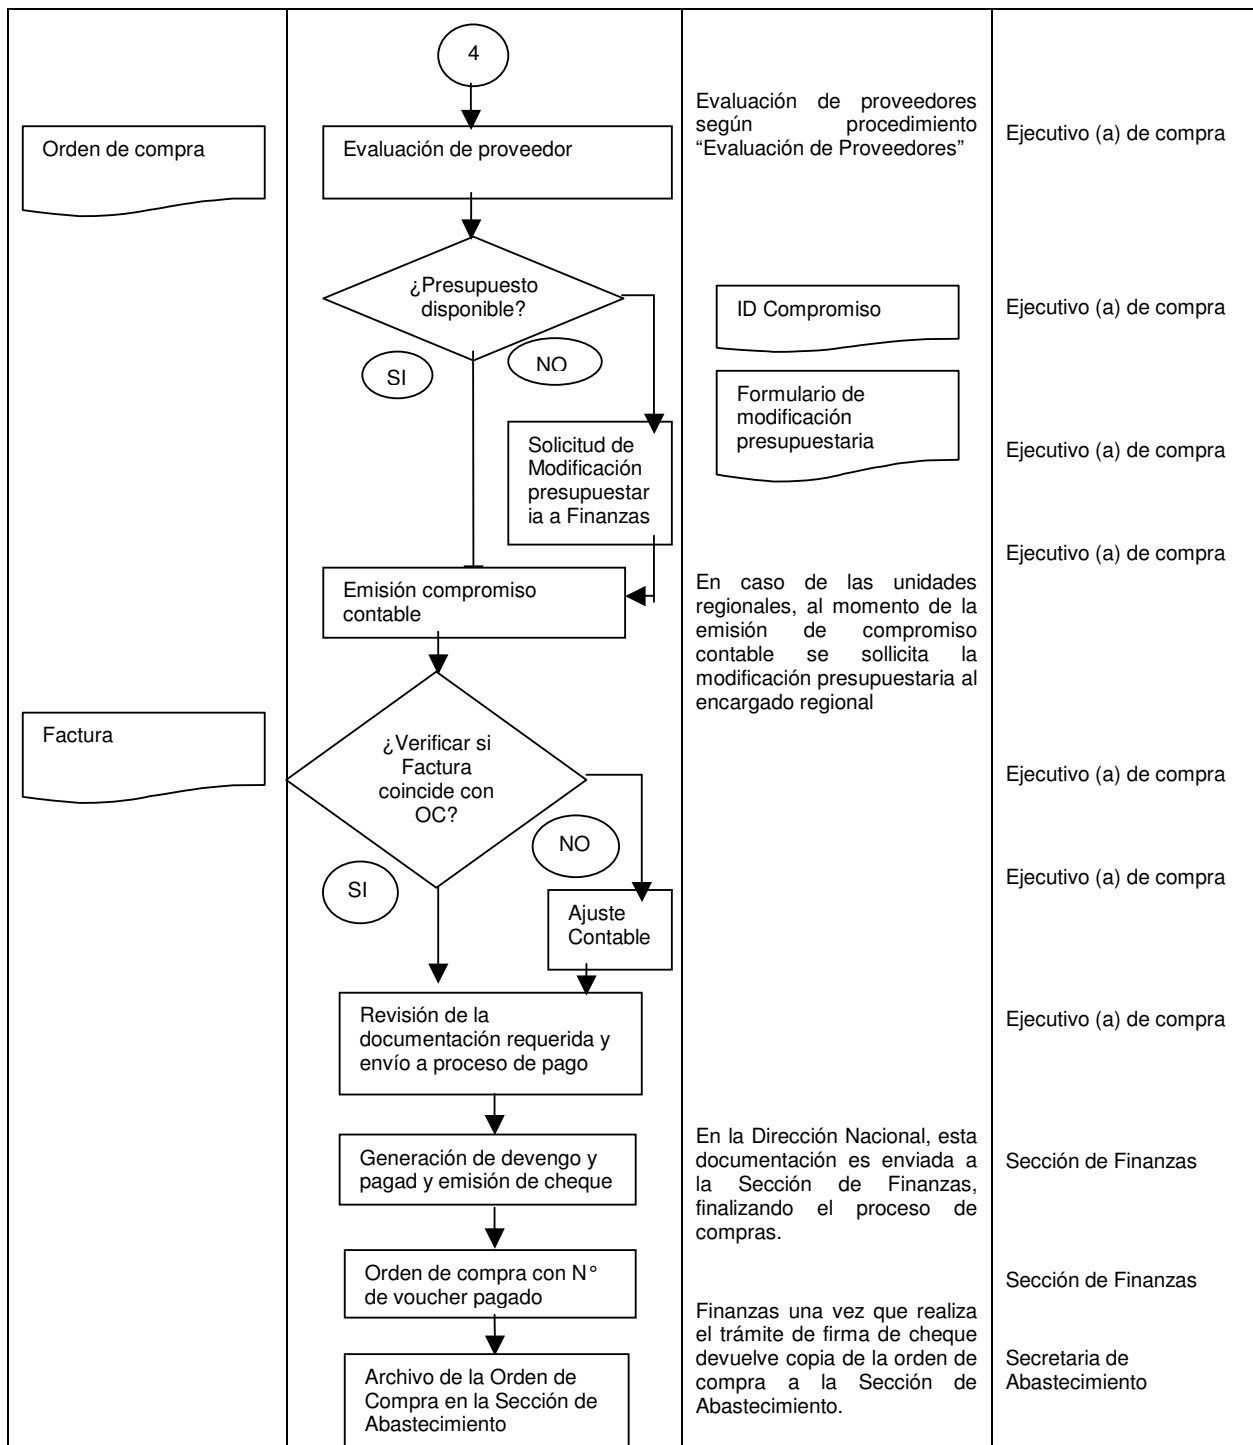 4
Orden de compra
Evaluación de proveedor
Evaluación de proveedores
según procedimiento
“Evaluación de Proveedores”
Ejecutivo (a) de compra
¿Presupuesto
disponible?
SI
NO
ID Compromiso
Ejecutivo (a) de compra
Formulario de
modificación
presupuestaria
Solicitud de
Modificación
presupuestar
ia a Finanzas
Ejecutivo (a) de compra
Emisión compromiso
contable
En caso de las unidades
regionales, al momento de la
emisión de compromiso
contable se sollicita la
modificación presupuestaria al
encargado regional
Ejecutivo (a) de compra
Factura
¿Verificar si
Factura
coincide con
OC?
SI
NO
Ejecutivo (a) de compra
Ajuste
Contable
Ejecutivo (a) de compra
Revisión de la
documentación requerida y
envío a proceso de pago
Ejecutivo (a) de compra
Generación de devengo y
pagad y emisión de cheque
En la Dirección Nacional, esta
documentación es enviada a
la Sección de Finanzas,
finalizando el proceso de
compras.
Sección de Finanzas
Orden de compra con N°
de voucher pagado
Sección de Finanzas
Finanzas una vez que realiza
el trámite de firma de cheque
devuelve copia de la orden de
compra a la Sección de
Abastecimiento.
Archivo de la Orden de
Compra en la Sección de
Abastecimiento
Secretaria de
Abastecimiento